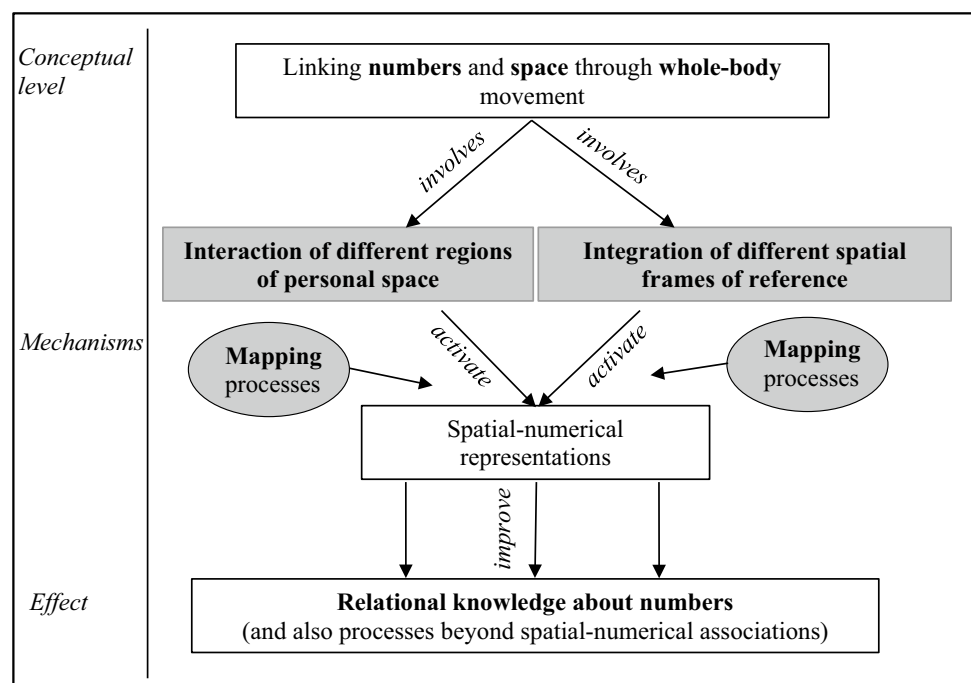 Conceptual
level
Linking numbers and space through whole-body
movement
involves
involves
Interaction of different regions
of personal space
Integration of different spatial
frames of reference
Mechanisms
Mapping
processes
activate
activate
Mapping
processes
Spatial-numerical
representations
improve
Effect
Relational knowledge about numbers
(and also processes beyond spatial-numerical associations)